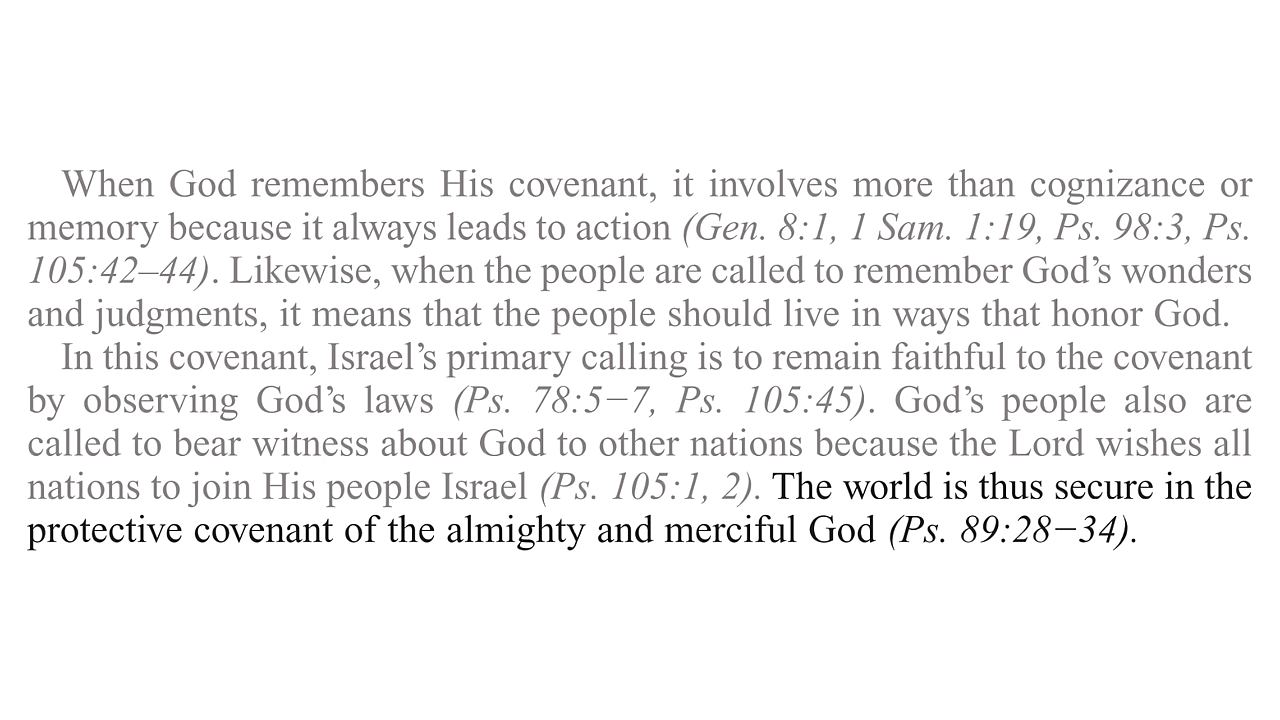 When God remembers His covenant, it involves more than cognizance or
memory because it always leads to action (Gen. 8:1, 1 Sam. 1:19, Ps. 98:3, Ps.
105:42–44). Likewise, when the people are called to remember God’s wonders
and judgments, it means that the people should live in ways that honor God.
In this covenant, Israel’s primary calling is to remain faithful to the covenant
by observing God’s laws (Ps. 78:5−7, Ps. 105:45). God’s people also are
called to bear witness about God to other nations because the Lord wishes all
nations to join His people Israel (Ps. 105:1, 2). The world is thus secure in the
protective covenant of the almighty and merciful God (Ps. 89:28−34).